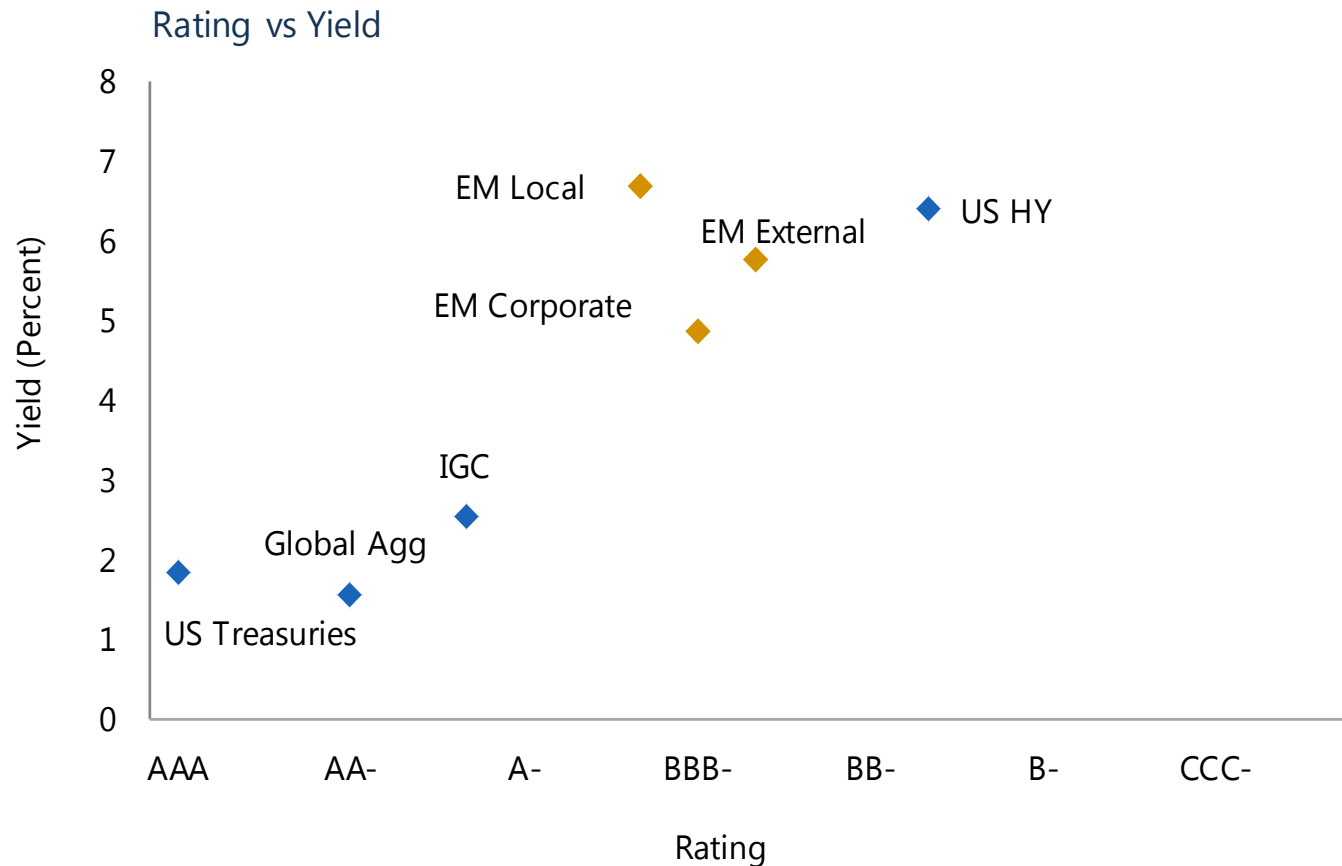 Rating vs Yield
8
7
6
5
4
3
2
1
0
Yield (Percent)
EM Local
US HY
EM External
EM Corporate
IGC
Global Agg
US Treasuries
AAA
AA-
A-
BBB-
BB-
B-
CCC-
Rating